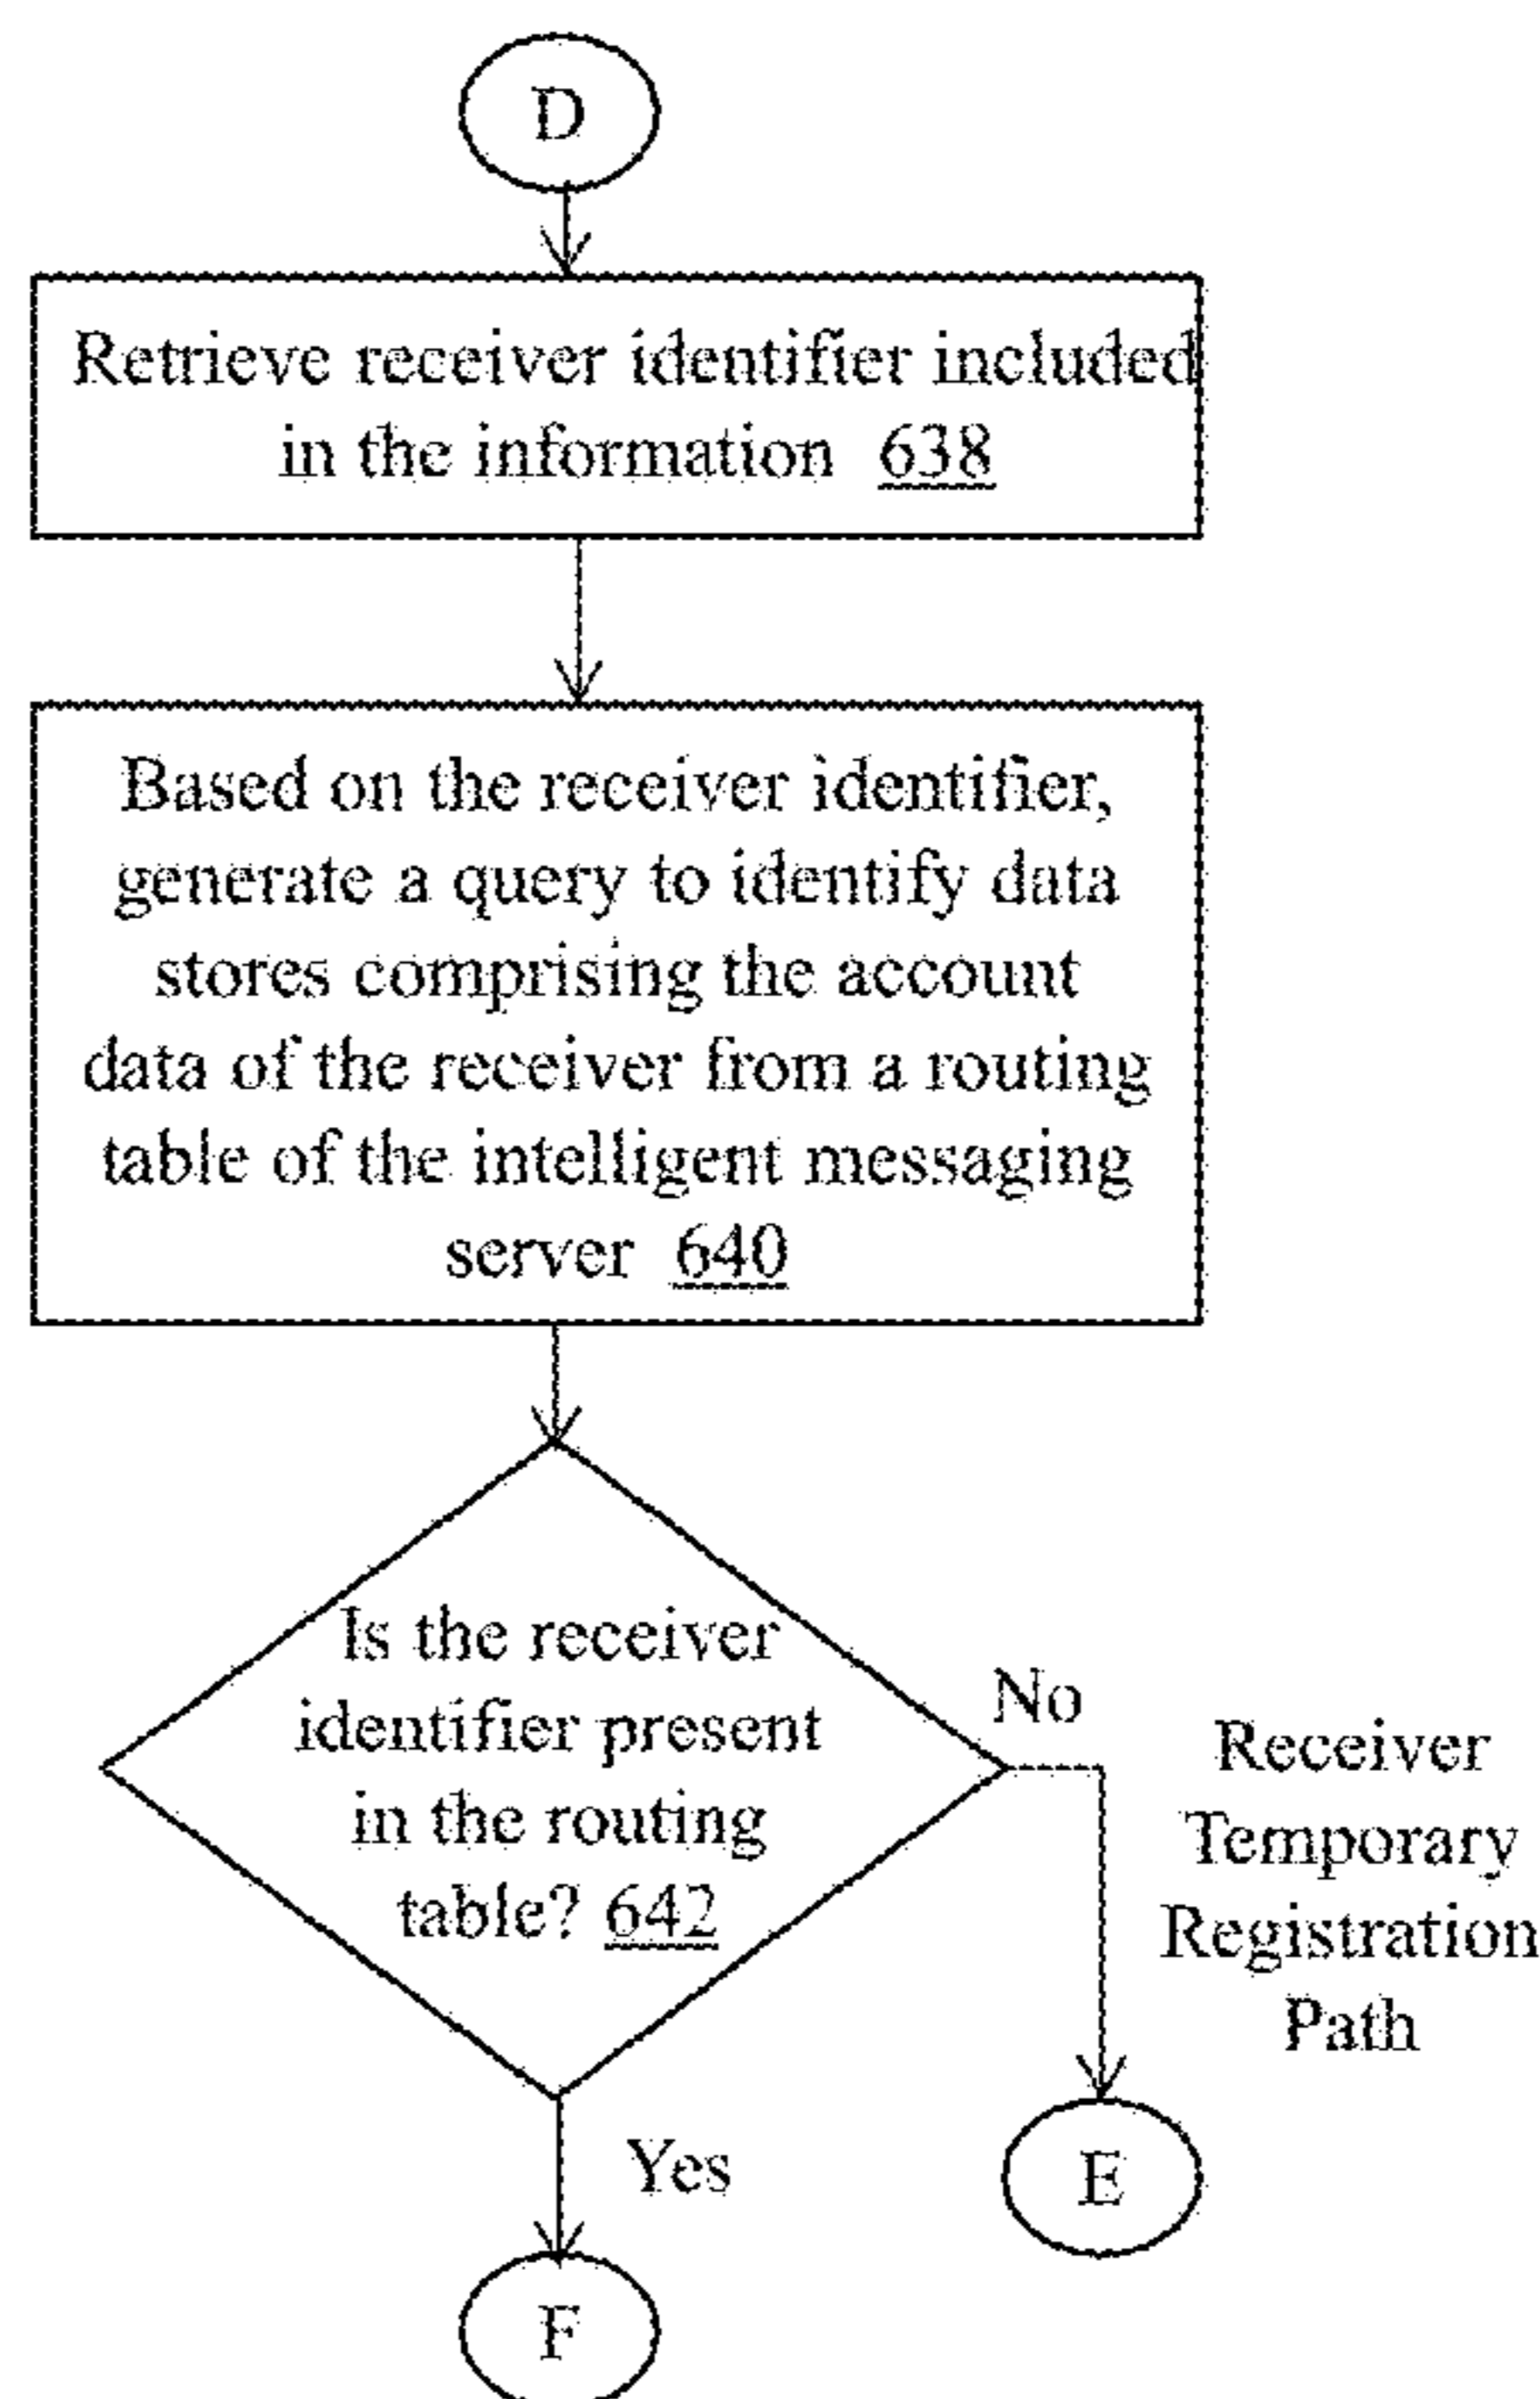 D
Retrieve receiver identifier included
in the information 638
Based on the receiver identifier,
generate a query to identify data
stores comprising the account
data of the receiver from a routing
table of the intelligent messaging
server 640
Is the receiver
identifier present
in the routing
table? 642
No
Receiver
Temporary
Registration
Path
Yes
E
F